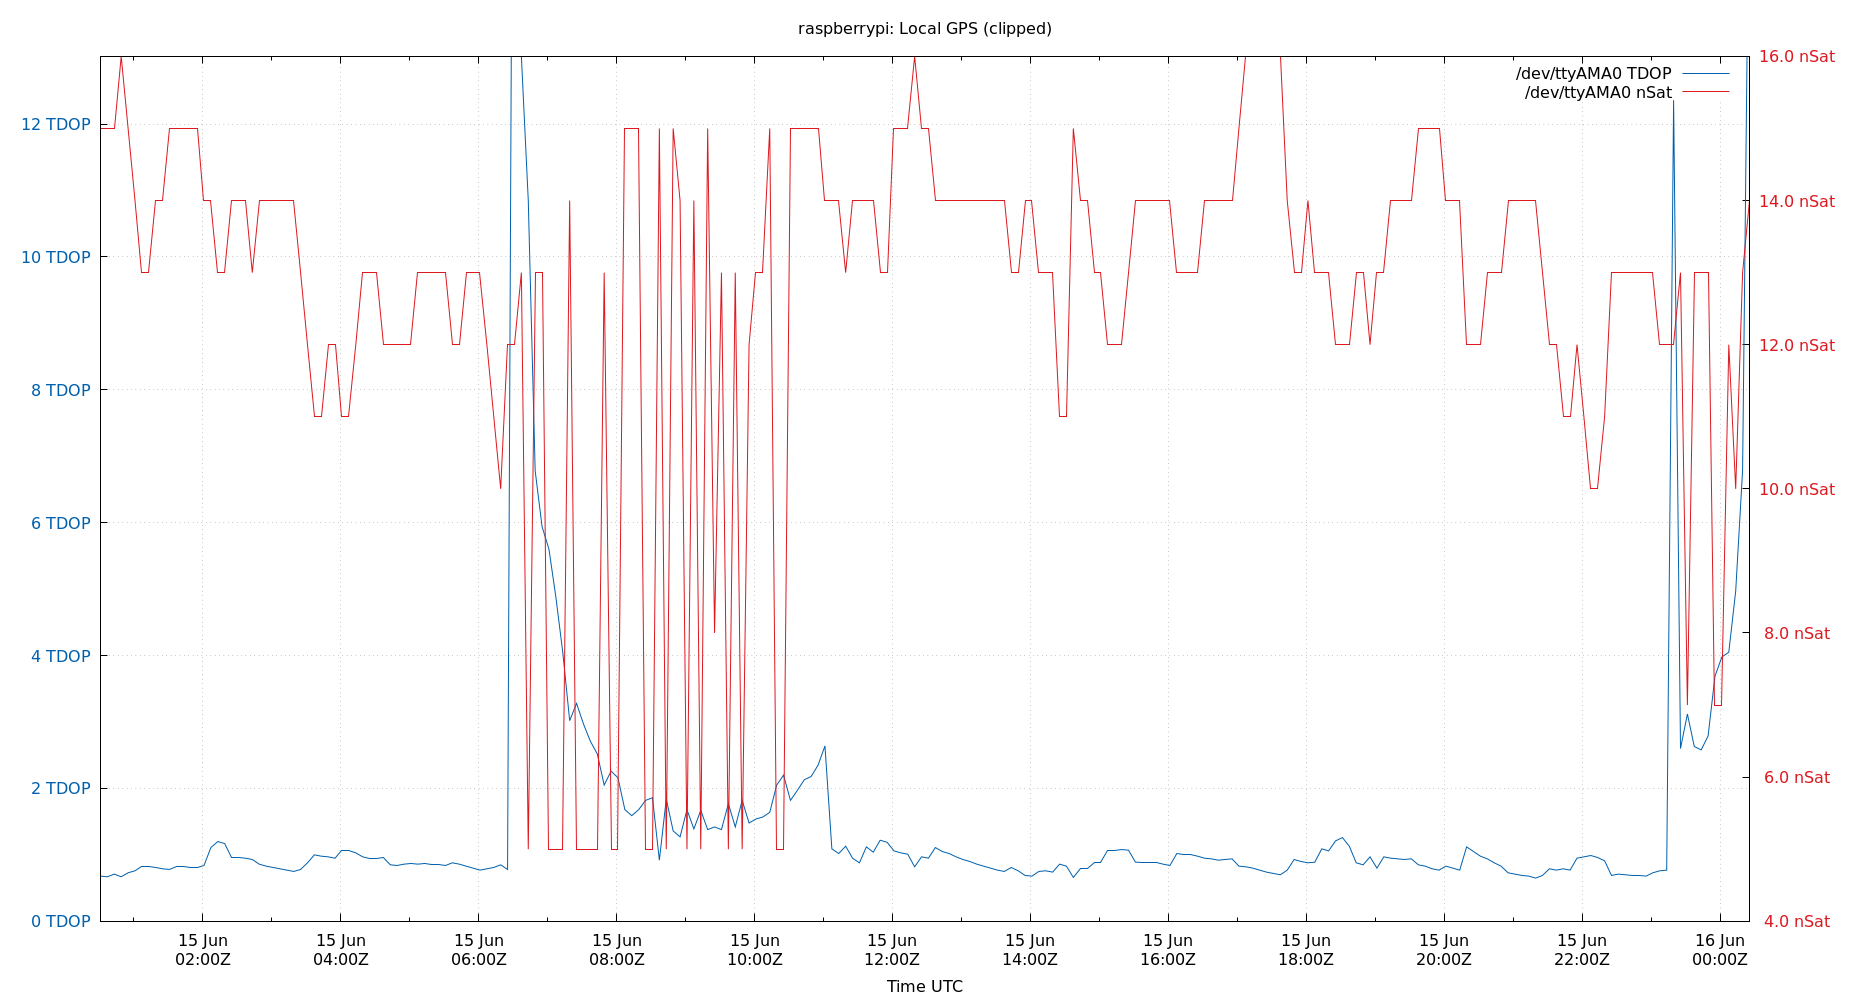 raspberrypi: Local GPS (clipped)
16.0 nSat
/dev/ttyAMA0 TDOP
/dev/ttyAMA0 nSat
12 TDOP
14.0 nSat
10 TDOP
12.0 nSat
8 TDOP
10.0 nSat
6 TDOP
8.0 nSat
4 TDOP
6.0 nSat
2 TDOP
0 TDOP
4.0 nSat
15 Jun
02:00Z
15 Jun
04:00Z
15 Jun
06:00Z
15 Jun
08:00Z
15 Jun
10:00Z
15 Jun
12:00Z
15 Jun
14:00Z
15 Jun
16:00Z
15 Jun
18:00Z
15 Jun
20:00Z
15 Jun
22:00Z
16 Jun
00:00Z
Time UTC